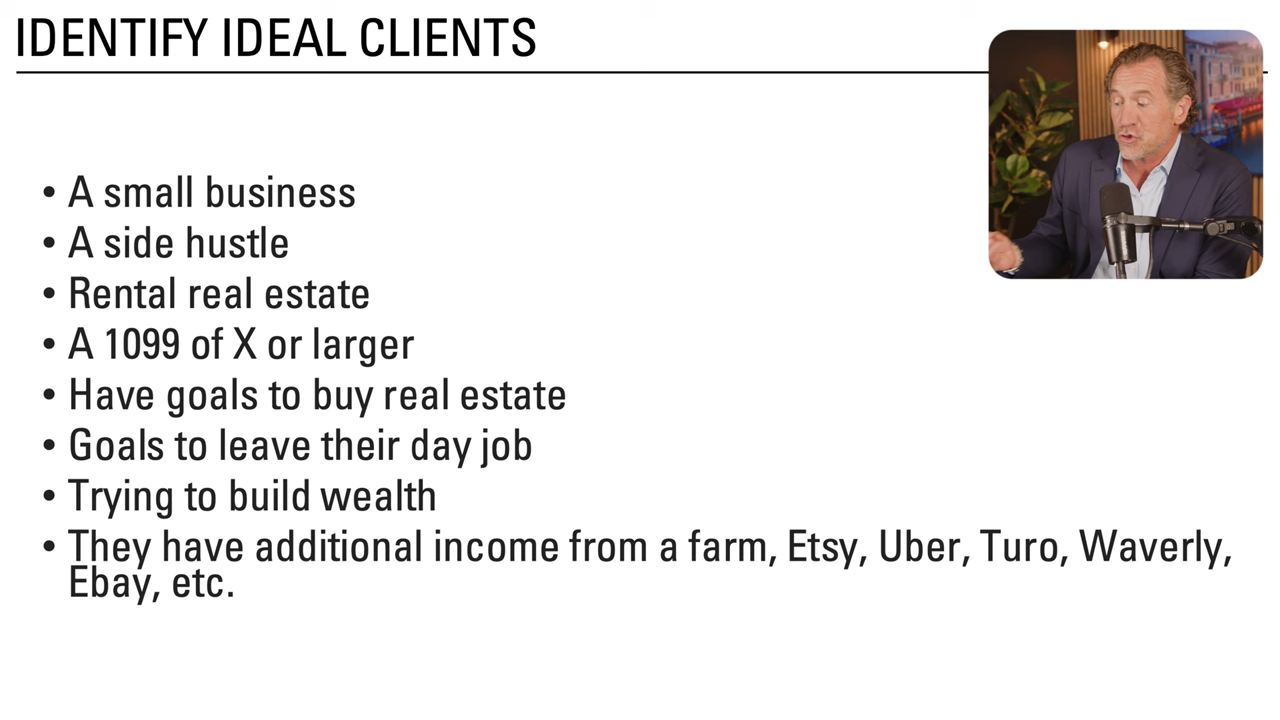 IDENTIFY IDEAL CLIENTS
• A small business
• A side hustle
• Rental real estate
• A 1099 of X or larger
• Have goals to buy real estate
• Goals to leave their day job
• Trying to build wealth
• They have additional income from a farm, Etsy, Uber, Turo, Waverly,
Ebay, etc.